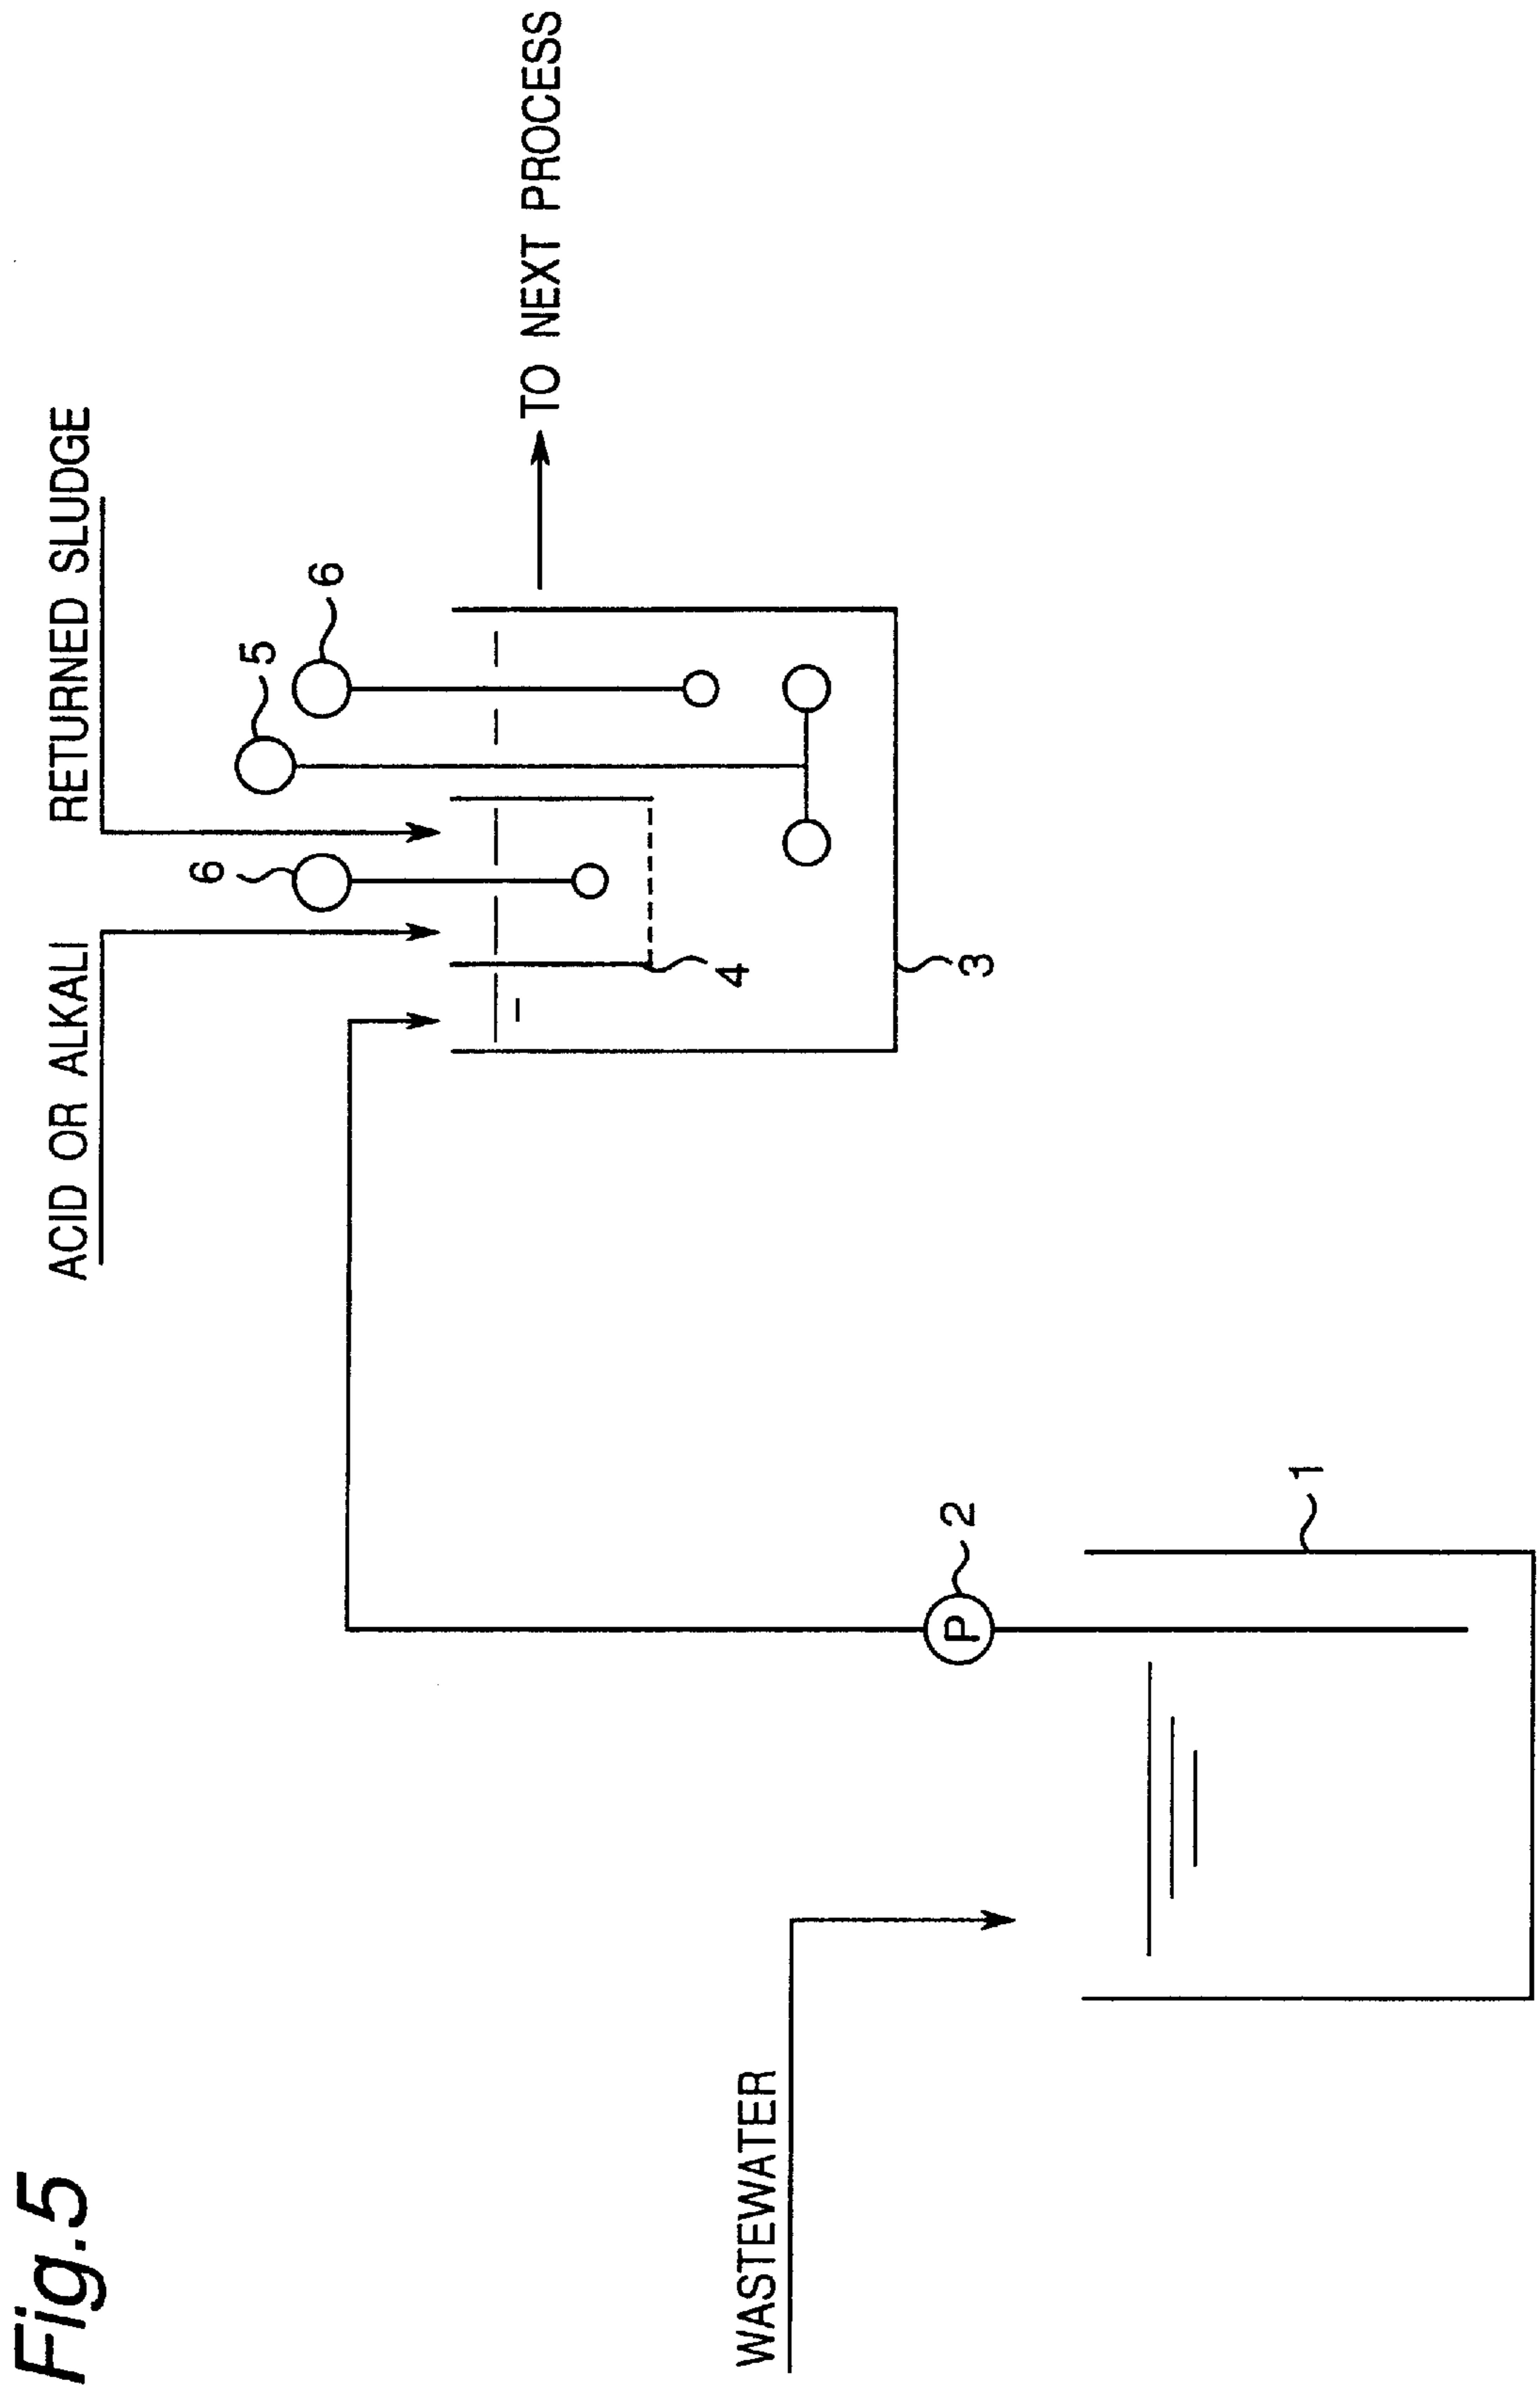 Fig.5
ACID OR ALKALI
RETURNED SLUDGE
6
5
6
TO NEXT PROCESS
4
3
WASTEWATER
P
2
1